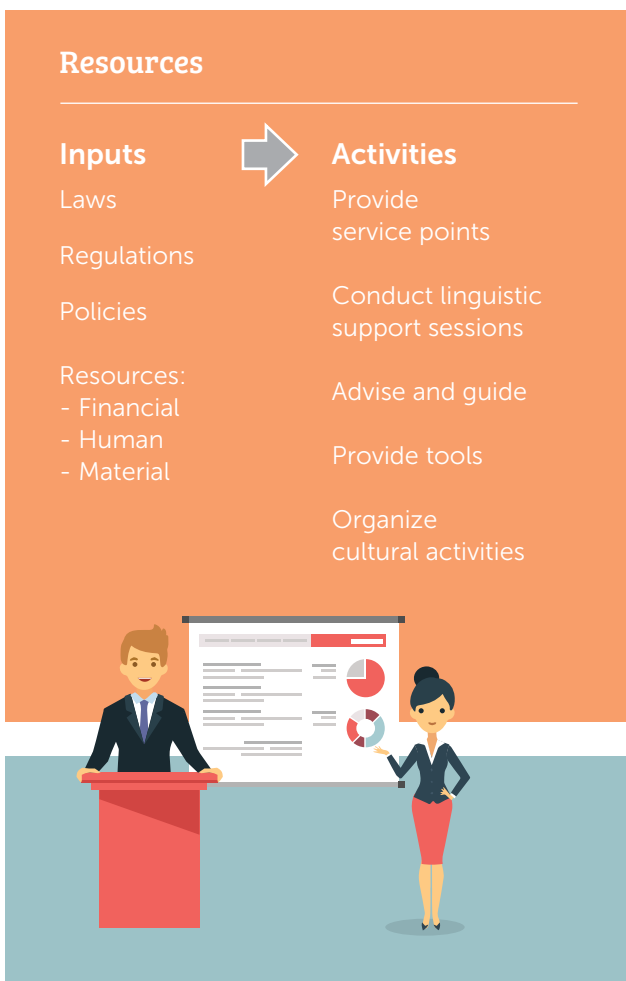 Resources
Inputs
Laws
Regulations
Policies
Resources:
- Financial
- Human
- Material
Activities
Provide
service points
Conduct linguistic
support sessions
Advise and guide
Provide tools
Organize
cultural activities